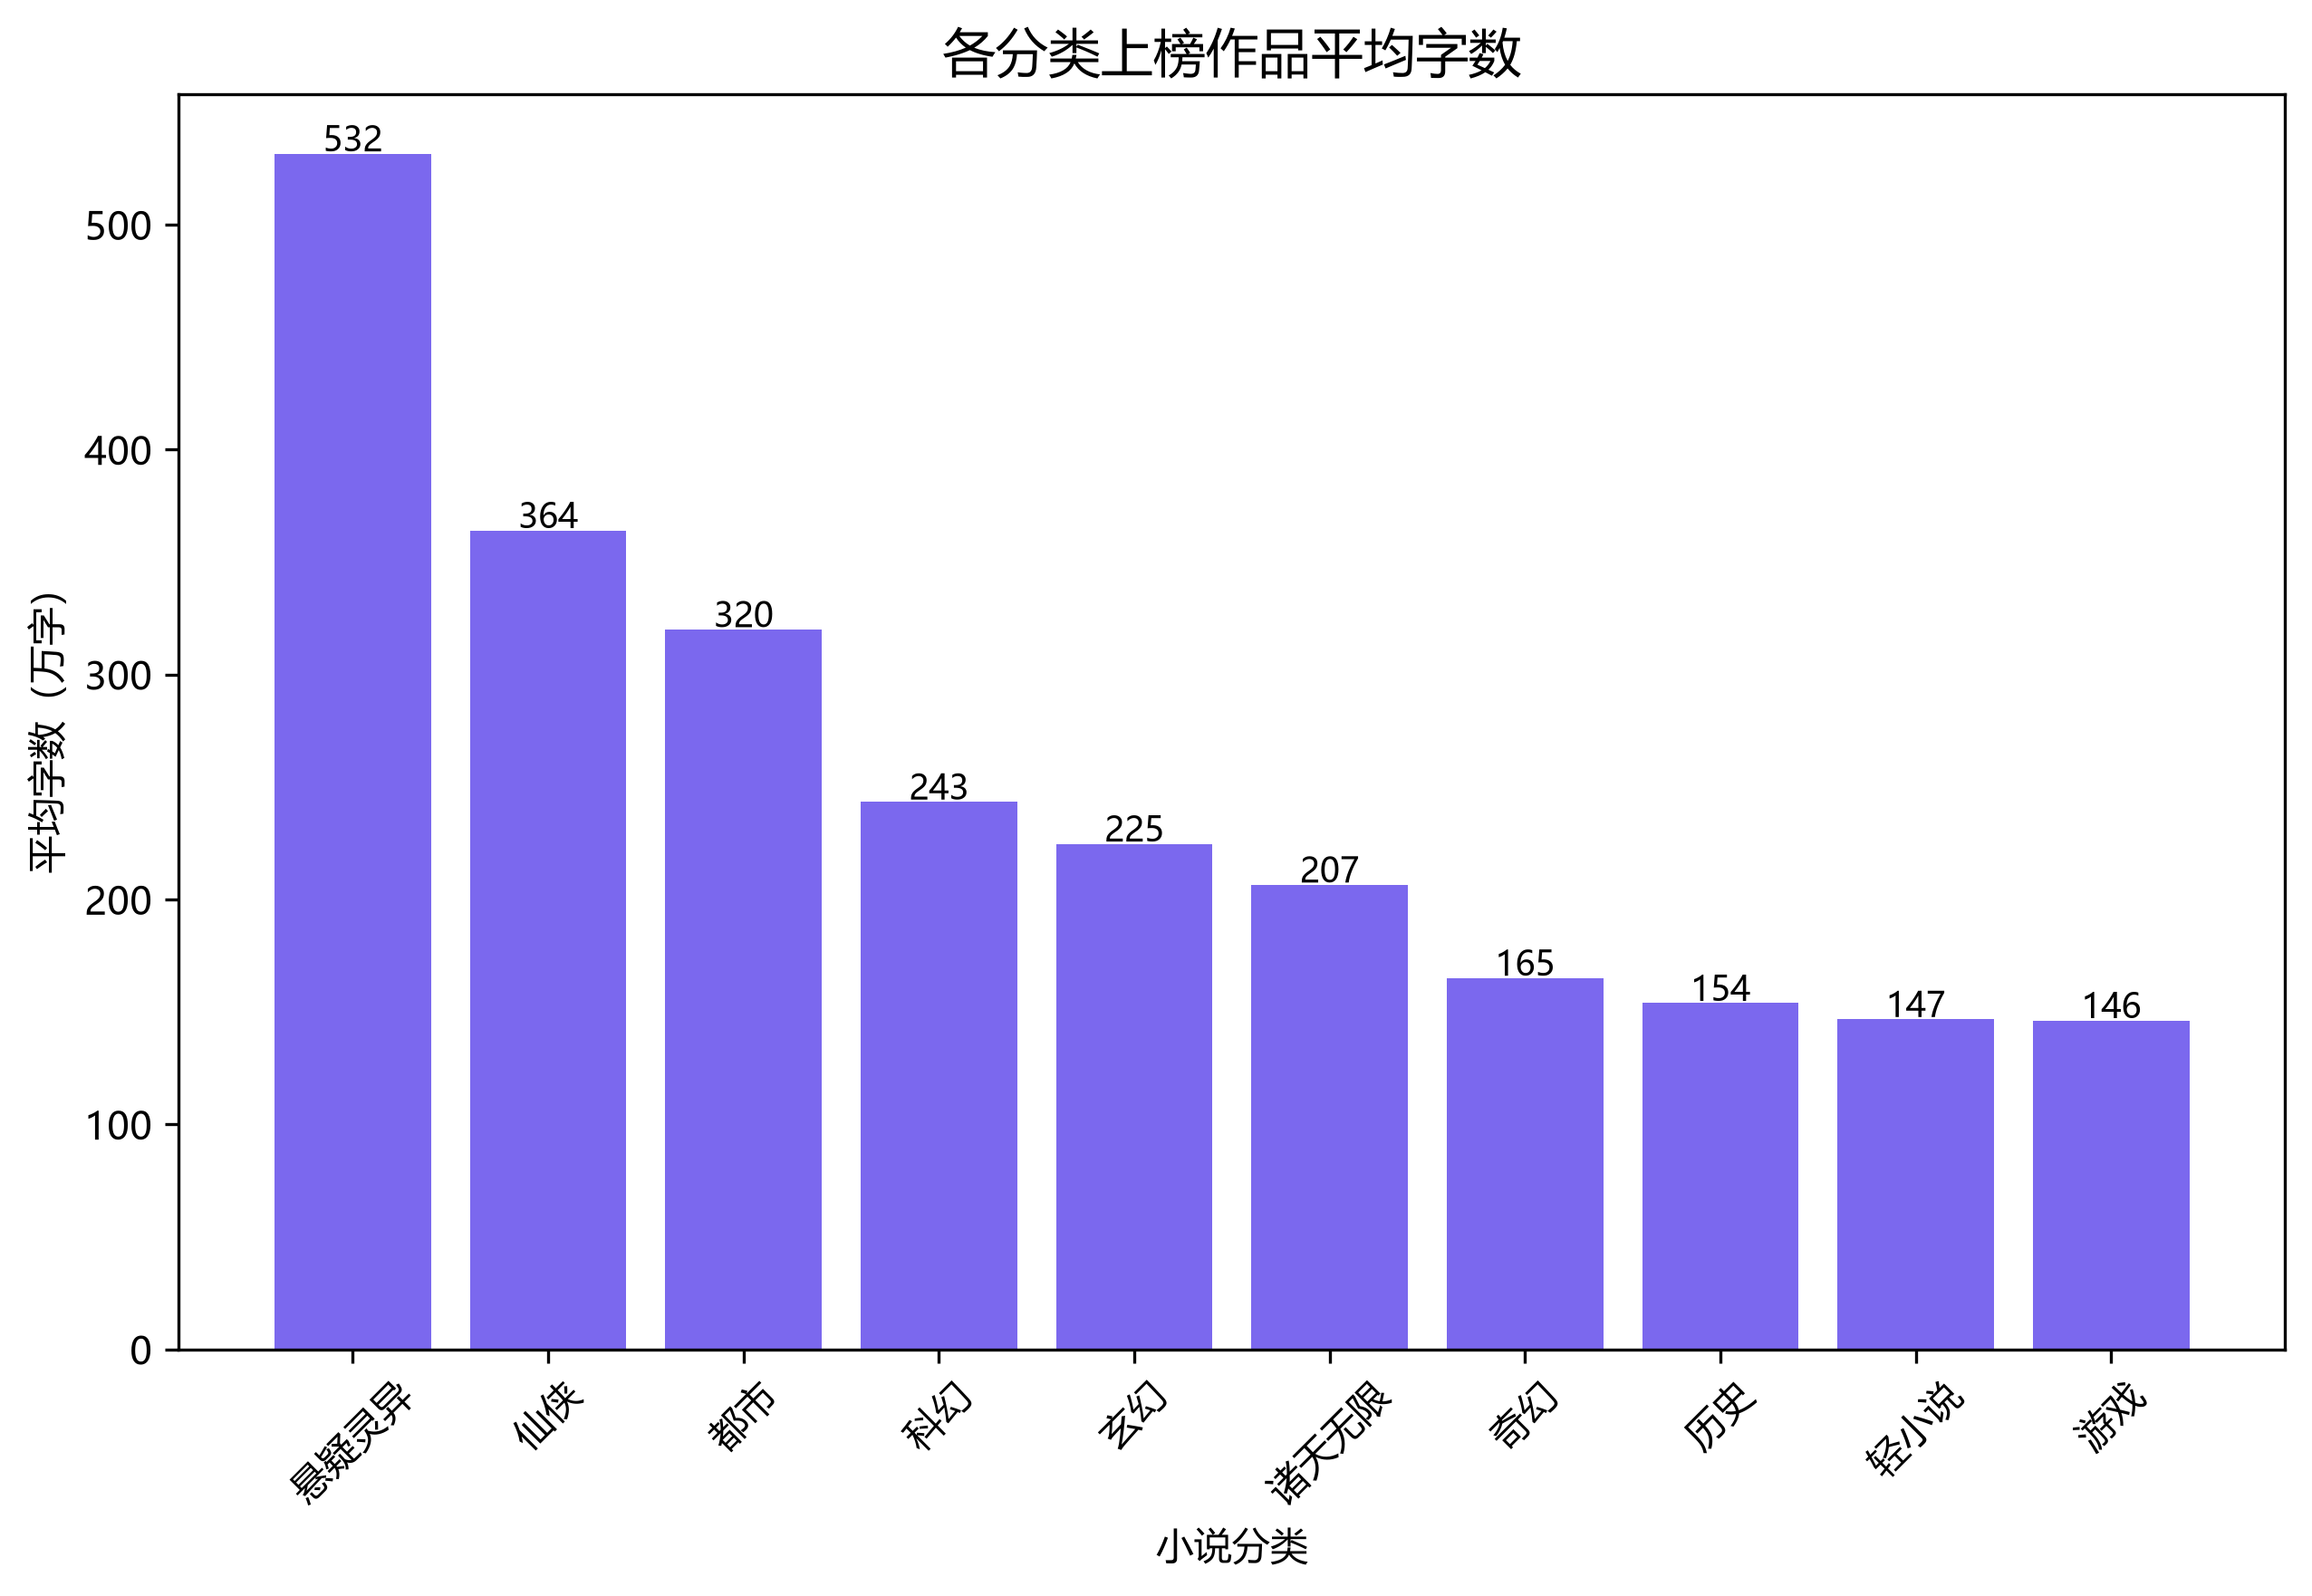 各分类上榜作品平均字数
平均字数（万字）
500
400
300
200
100
0
532
364
320
243
225
207
165
154
147
146
悬疑灵异
仙侠
都市
科幻
玄幻
诸天无限
奇幻
历史
轻小说
游戏
小说分类